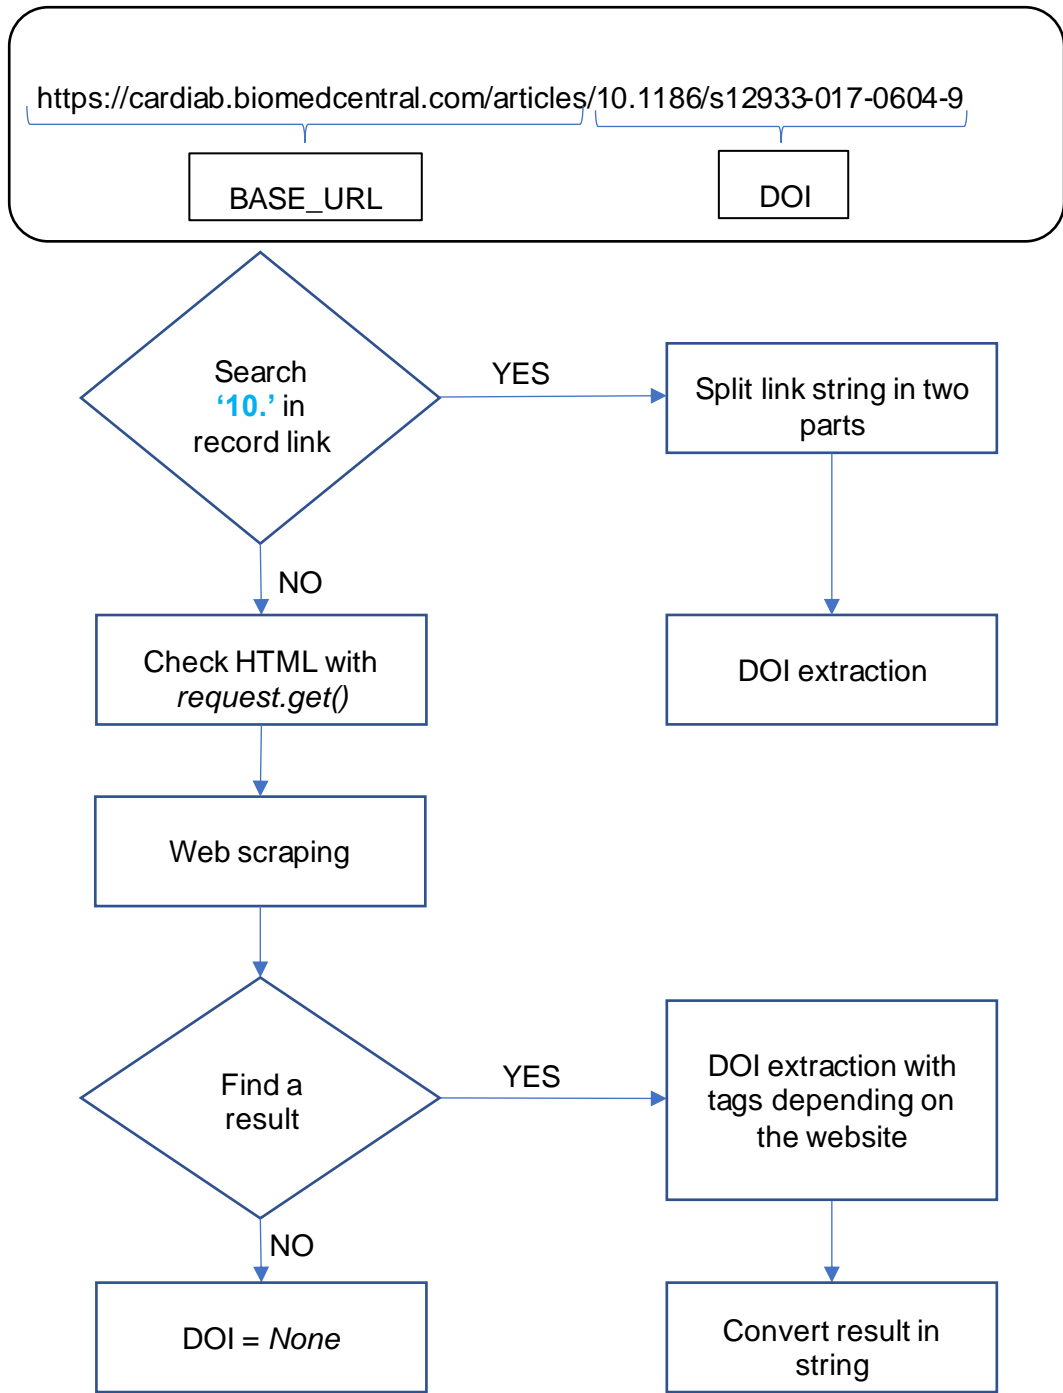 https://cardiab.biomedcentral.com/articles/10.1186/s12933-017-0604-9
BASE_URL
DOI
Search
‘10.’ in
record link
YES
Split link string in two
parts
NO
Check HTML with
request.get()
DOI extraction
Web scraping
Find a
result
YES
DOI extraction with
tags depending on
the website
NO
DOI = None
Convert result in
string